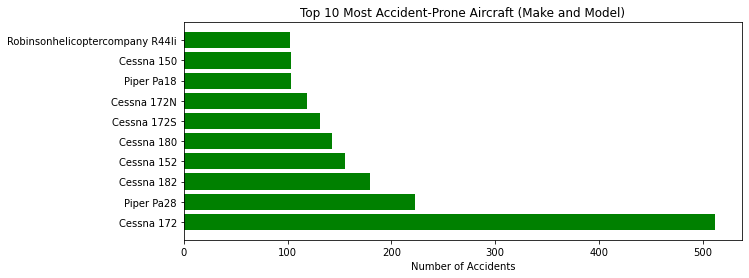 Top 10 Most Accident-Prone Aircraft (Make and Model)
Robinsonhelicoptercompany R44Ii
Cessna 150
Piper Pa18
Cessna 172N
Cessna 172S
Cessna 180
Cessna 152
Cessna 182
Piper Pa28
Cessna 172
0 100 200 300 400 500
Number of Accidents